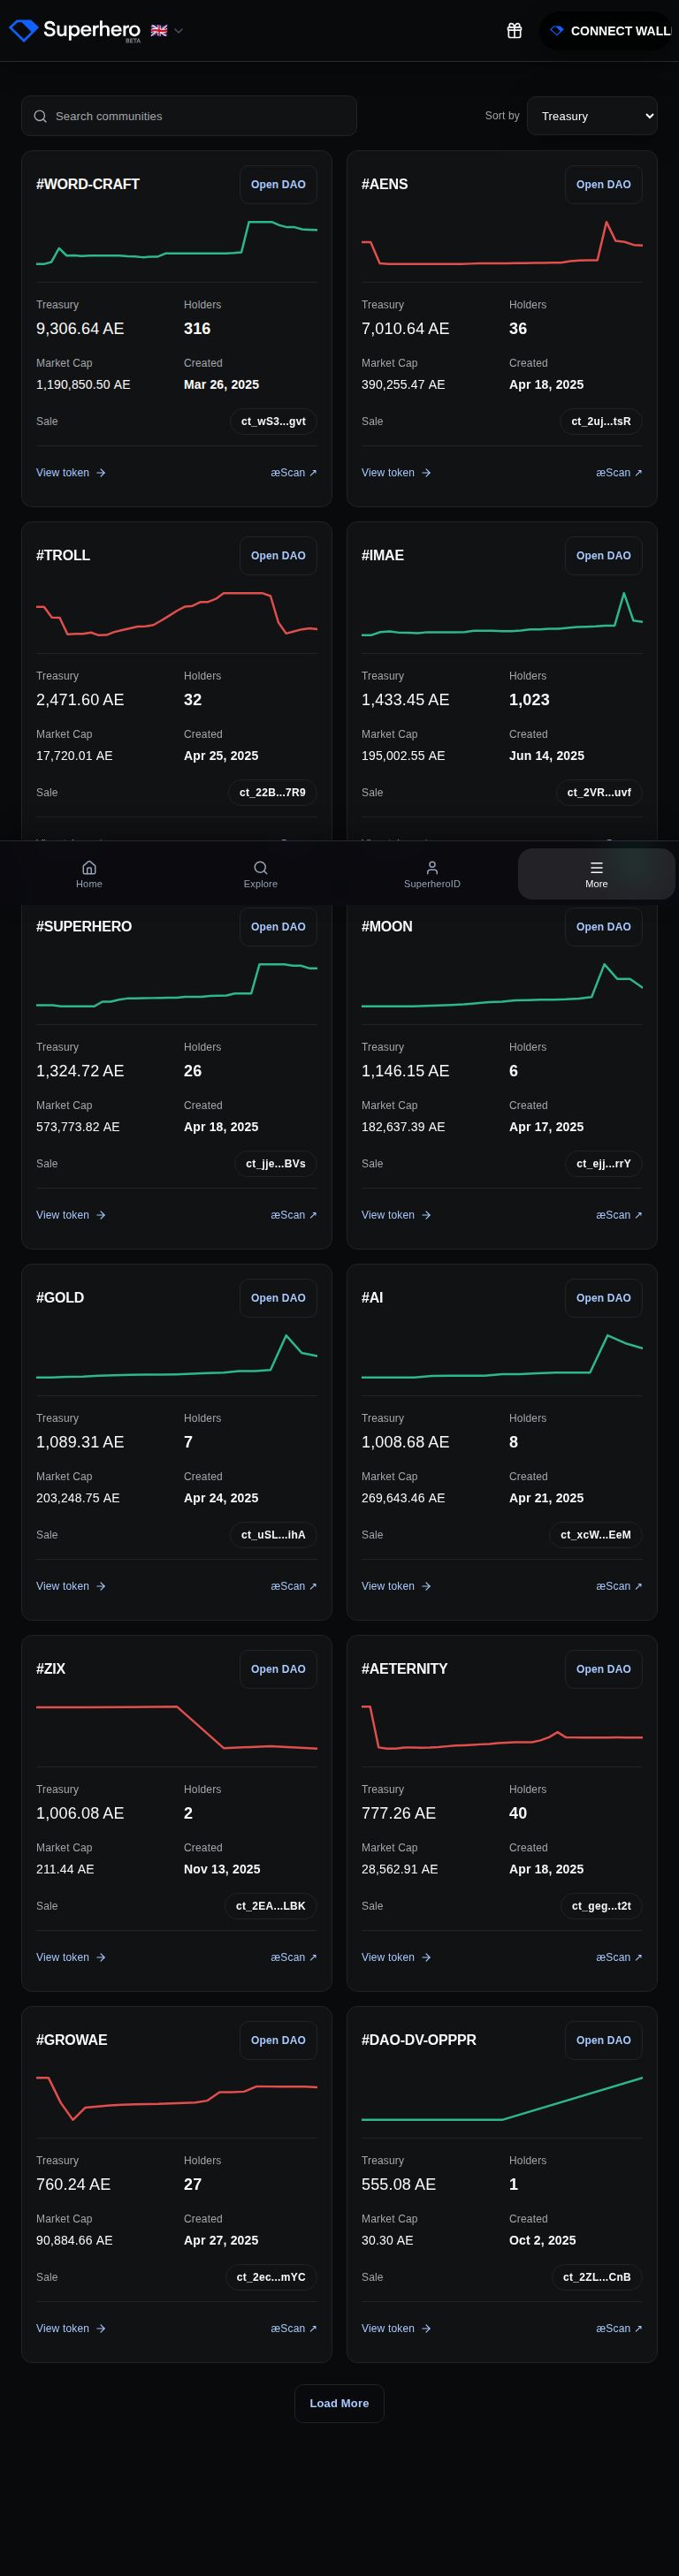 Superhero
BETA
CONNECT WALL
Search communities
Sort by
Treasury
#WORD-CRAFT
Open DAO
Treasury
Holders
9,306.64 AE
316
Market Cap
Created
1,190,850.50 AE
Mar 26, 2025
Sale
ct_wS3...gvt
View token →
æScan ↗
#AENS
Open DAO
Treasury
Holders
7,010.64 AE
36
Market Cap
Created
390,255.47 AE
Apr 18, 2025
Sale
ct_2uj...tsR
View token →
æScan ↗
#TROLL
Open DAO
Treasury
Holders
2,471.60 AE
32
Market Cap
Created
17,720.01 AE
Apr 25, 2025
Sale
ct_22B...7R9
#IMAE
Open DAO
Treasury
Holders
1,433.45 AE
1,023
Market Cap
Created
195,002.55 AE
Jun 14, 2025
Sale
ct_2VR...uvf
Home
Explore
SuperheroID
More
#SUPERHERO
Open DAO
Treasury
Holders
1,324.72 AE
26
Market Cap
Created
573,773.82 AE
Apr 18, 2025
Sale
ct_jje...BVs
View token →
æScan ↗
#MOON
Open DAO
Treasury
Holders
1,146.15 AE
6
Market Cap
Created
182,637.39 AE
Apr 17, 2025
Sale
ct_ejj...rrY
View token →
æScan ↗
#GOLD
Open DAO
Treasury
Holders
1,089.31 AE
7
Market Cap
Created
203,248.75 AE
Apr 24, 2025
Sale
ct_uSL...ihA
View token →
æScan ↗
#AI
Open DAO
Treasury
Holders
1,008.68 AE
8
Market Cap
Created
269,643.46 AE
Apr 21, 2025
Sale
ct_xcW...EeM
View token →
æScan ↗
#ZIX
Open DAO
Treasury
Holders
1,006.08 AE
2
Market Cap
Created
211.44 AE
Nov 13, 2025
Sale
ct_2EA...LBK
View token →
æScan ↗
#AETERNITY
Open DAO
Treasury
Holders
777.26 AE
40
Market Cap
Created
28,562.91 AE
Apr 18, 2025
Sale
ct_geg...t2t
View token →
æScan ↗
#GROWAE
Open DAO
Treasury
Holders
760.24 AE
27
Market Cap
Created
90,884.66 AE
Apr 27, 2025
Sale
ct_2ec...mYC
View token →
æScan ↗
#DAO-DV-OPPPR
Open DAO
Treasury
Holders
555.08 AE
1
Market Cap
Created
30.30 AE
Oct 2, 2025
Sale
ct_2ZL...CnB
View token →
æScan ↗
Load More